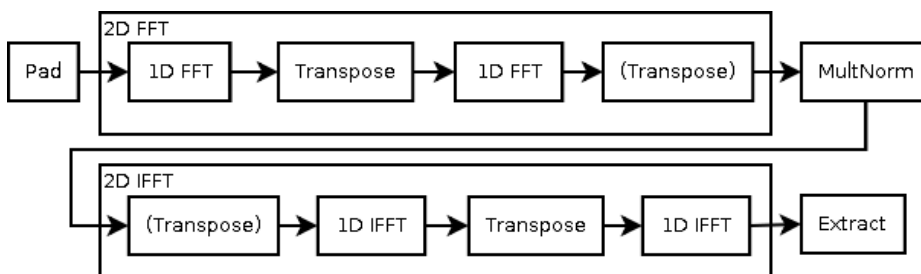 2D FFT
Pad
1D FFT
Transpose
1D FFT
(Transpose)
MultNorm
2D IFFT
(Transpose)
1D IFFT
Transpose
1D IFFT
Extract